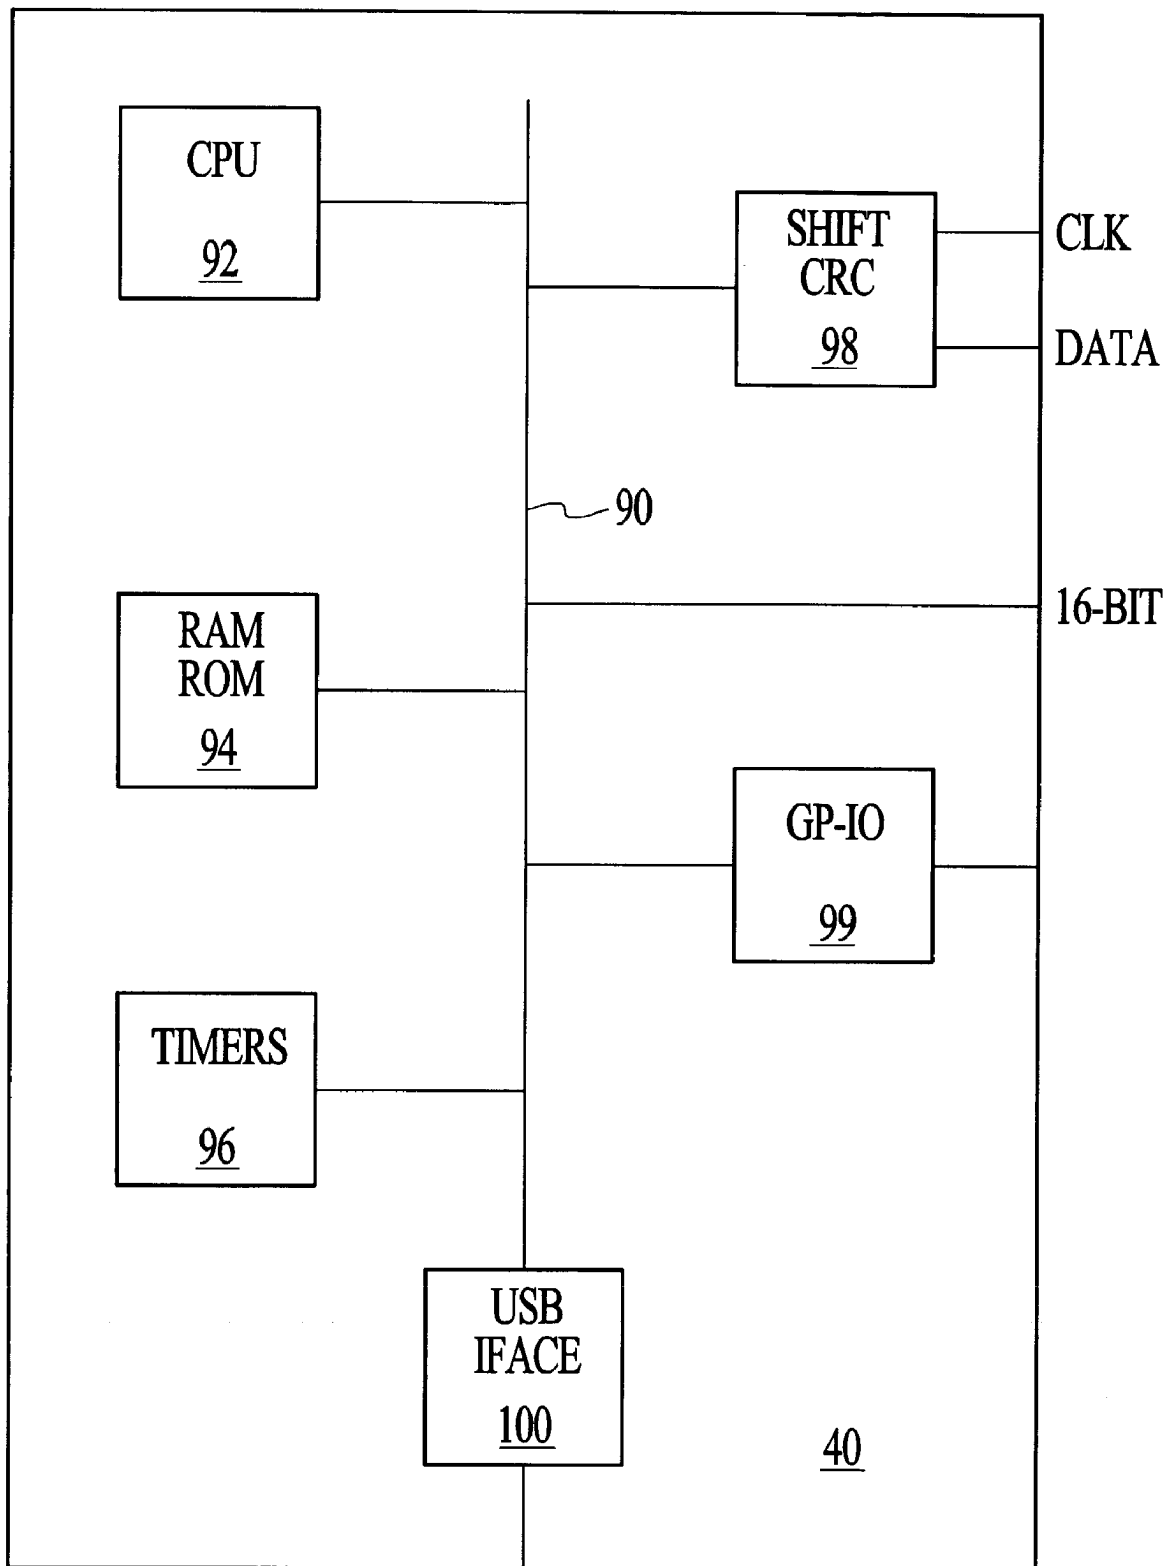 CPU
92
SHIFT
CRC
98
CLK
DATA
90
16-BIT
RAM
ROM
94
GP-IO
99
TIMERS
96
USB
IFACE
100
40